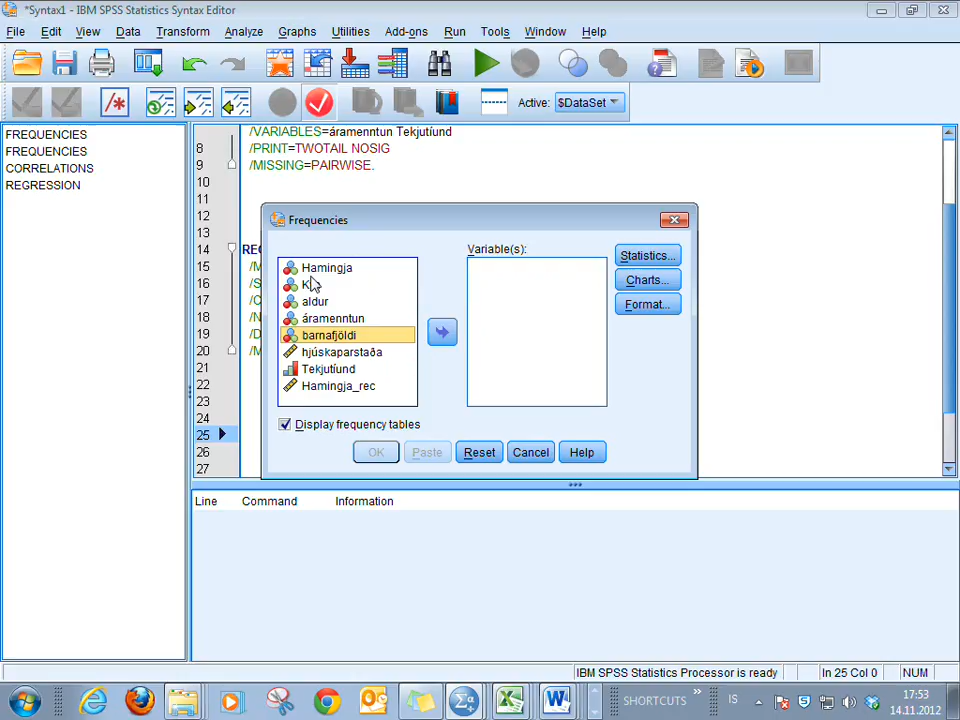 *Syntax1 - IBM SPSS Statistics Syntax Editor
File Edit View Data Transform Analyze Graphs Utilities Add-ons Run Tools Window Help
Active: $DataSet
FREQUENCIES
FREQUENCIES
CORRELATIONS
REGRESSION
/VARIABLES=áramenntun Tekjutíund
8 /PRINT=TWOTAIL NOSIG
9 /MISSING=PAIRWISE.
10
11
12
13
14
15
16
17
18
19
20
21
22
23
24
25
26
27
Frequencies
Variable(s):
Hamingja
aldur
áramenntun
barnafjöldi
hjúskaparstaða
Tekjutíund
Hamingja_rec
Statistics...
Charts...
Format...
Display frequency tables
OK Paste Reset Cancel Help
Line Command Information
IBM SPSS Statistics Processor is ready In 25 Col 0 NUM
SHORTCUTS » IS 17:53
14.11.2012